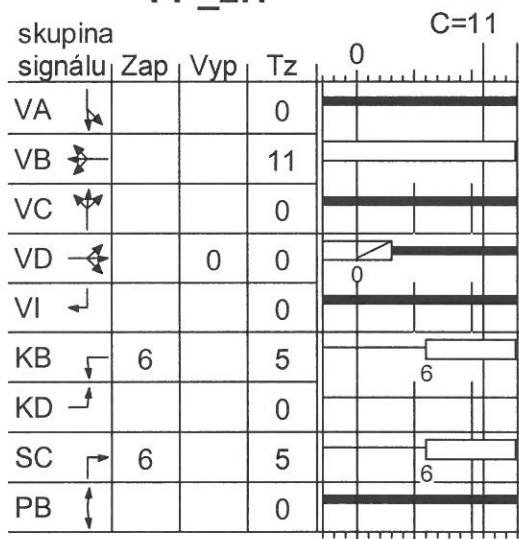 C=11
skupina
signálu Zap Vyp Tz 0
VA 0
VB 11
VC 0
VD 0 0 0
VI 0
KB 6 5 6
KD 0
SC 6 5 6
PB 0